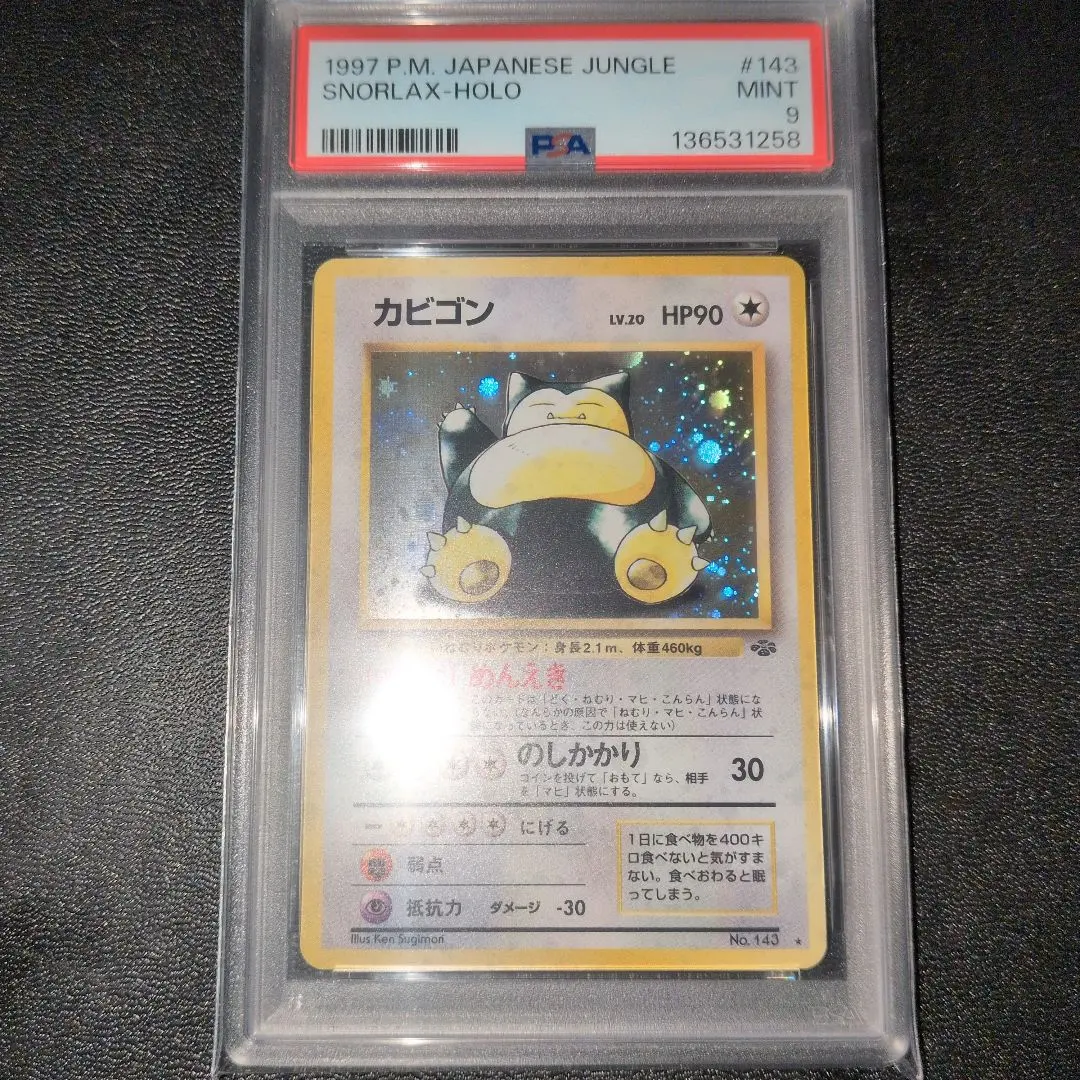 1997 P.M. JAPANESE JUNGLE #143
SNORLAX-HOLO MINT
9
PSA 136531258
カビゴン LV.20 HP90
ねむりポケモン：身長2.1m、体重460kg
めんえき
このカードは「どく・ねむり・マヒ・こんらん」状態にな
らない。(なんらかの原因で「ねむり・マヒ・こんらん」状
態になっているとき、この力は使えない)
のしかかり 30
コインを投げて「おもて」なら、相手
を「マヒ」状態にする。
にげる
弱点
抵抗力 ダメージ -30
1日に食べ物を400キ
ロ食べないと気がすま
ない。食べおわると眠
ってしまう。
Illus. Ken Sugimori No. 143